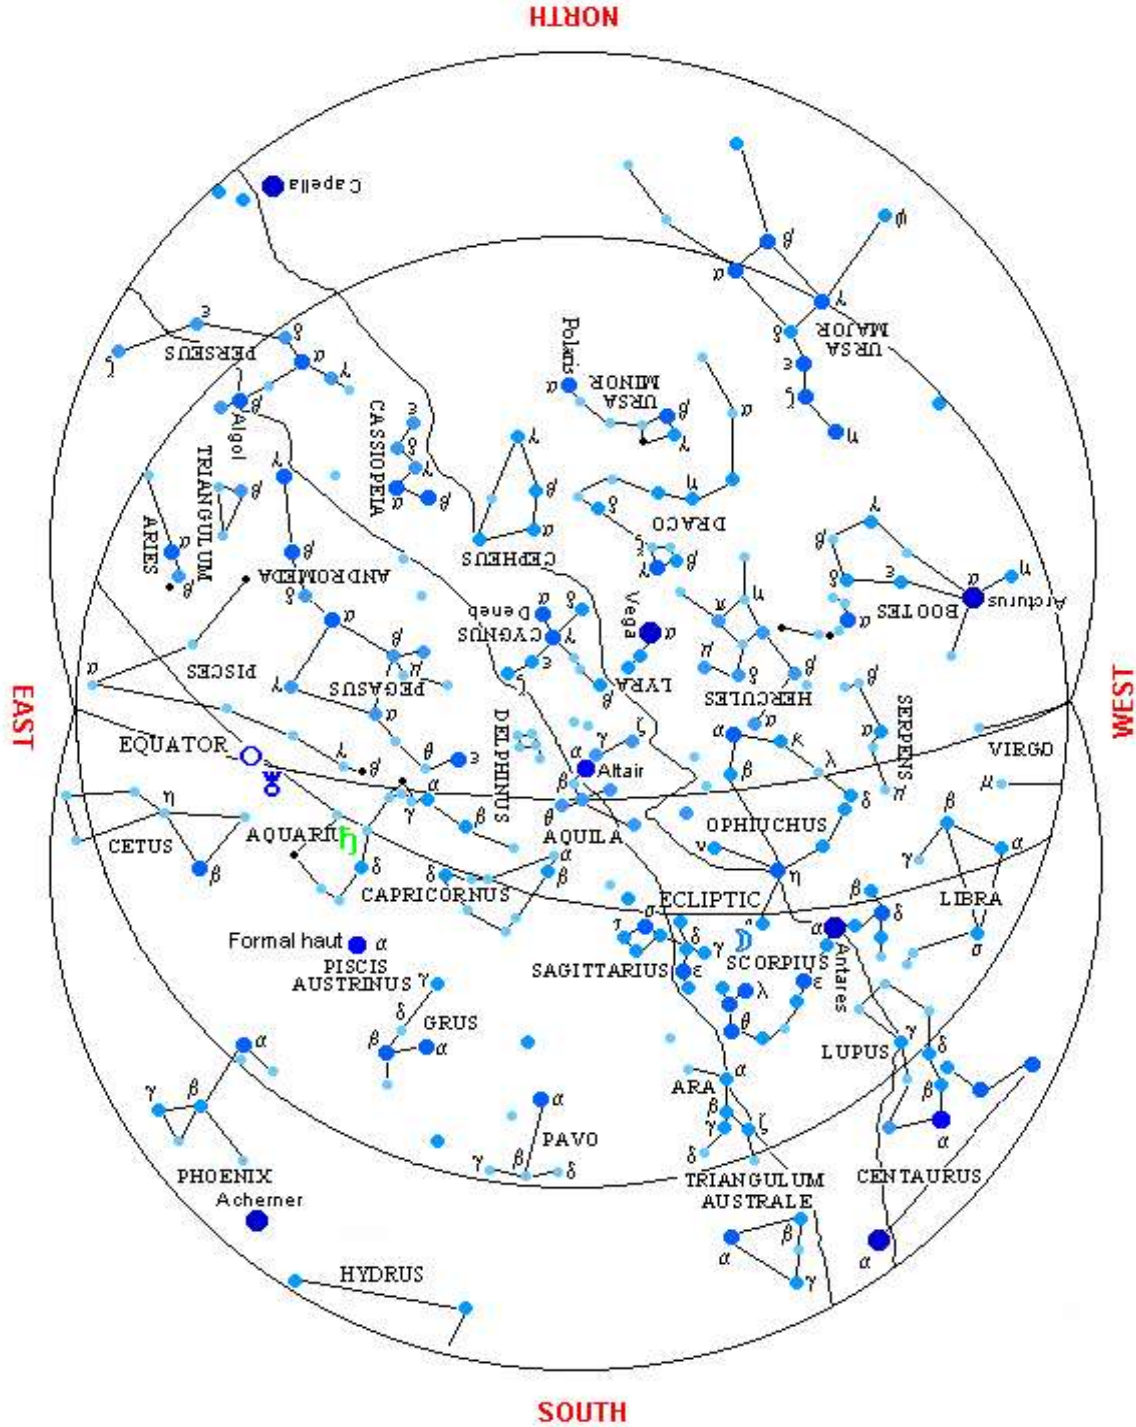 NORTH
Capella
φ
β
α
γ
URSA
MAJOR
δ
ε
ζ
η
ε
ζ
PERSEUS
δ
α
γ
β
Algol
Polaris
α
URSA
MINOR
β
γ
α
CASSIOPEIA
ε
δ
γ
α
β
γ
β
α
CEPHEUS
η
δ
DRACO
ξ
γ
β
TRIANGULUM
β
γ
ARIES
α
β
β
ANDROMEDA
δ
α
γ
β
δ
ε
α
η
Arcturus
BOOTES
α
Deneb
δ
CYGNUS
γ
ε
ζ
β
Vega
α
LYRA
π
η
μ
δ
HERCULES
β
α
α
PISCES
γ
β
μ
PEGASUS
α
θ
ε
λ
β
DELPHINUS
β
SERPENS
α
μ
EAST
WEST
EQUATOR
γ
ζ
α
Altair
β
θ
AQUILA
α
κ
β
λ
δ
OPHIUCHUS
ν
η
VIRGO
μ
β
α
γ
LIBRA
σ
η
CETUS
β
AQUARIU
♄
γ
α
β
δ
δ
CAPRICORNUS
α
β
ECLIPTIC
β
δ
Formal haut
α
PISCIS
AUSTRINUS
γ
σ
τ
δ
γ
SAGITTARIUS
ε
α
Antares
SCORPIUS
ε
λ
θ
δ
GRUS
β
α
γ
LUPUS
δ
β
α
γ
β
PHOENIX
Acherner
α
PAVO
γ
β
δ
ARA
α
β
γ
ζ
δ
TRIANGULUM
AUSTRALE
α
CENTAURUS
β
α
γ
α
HYDRUS
SOUTH